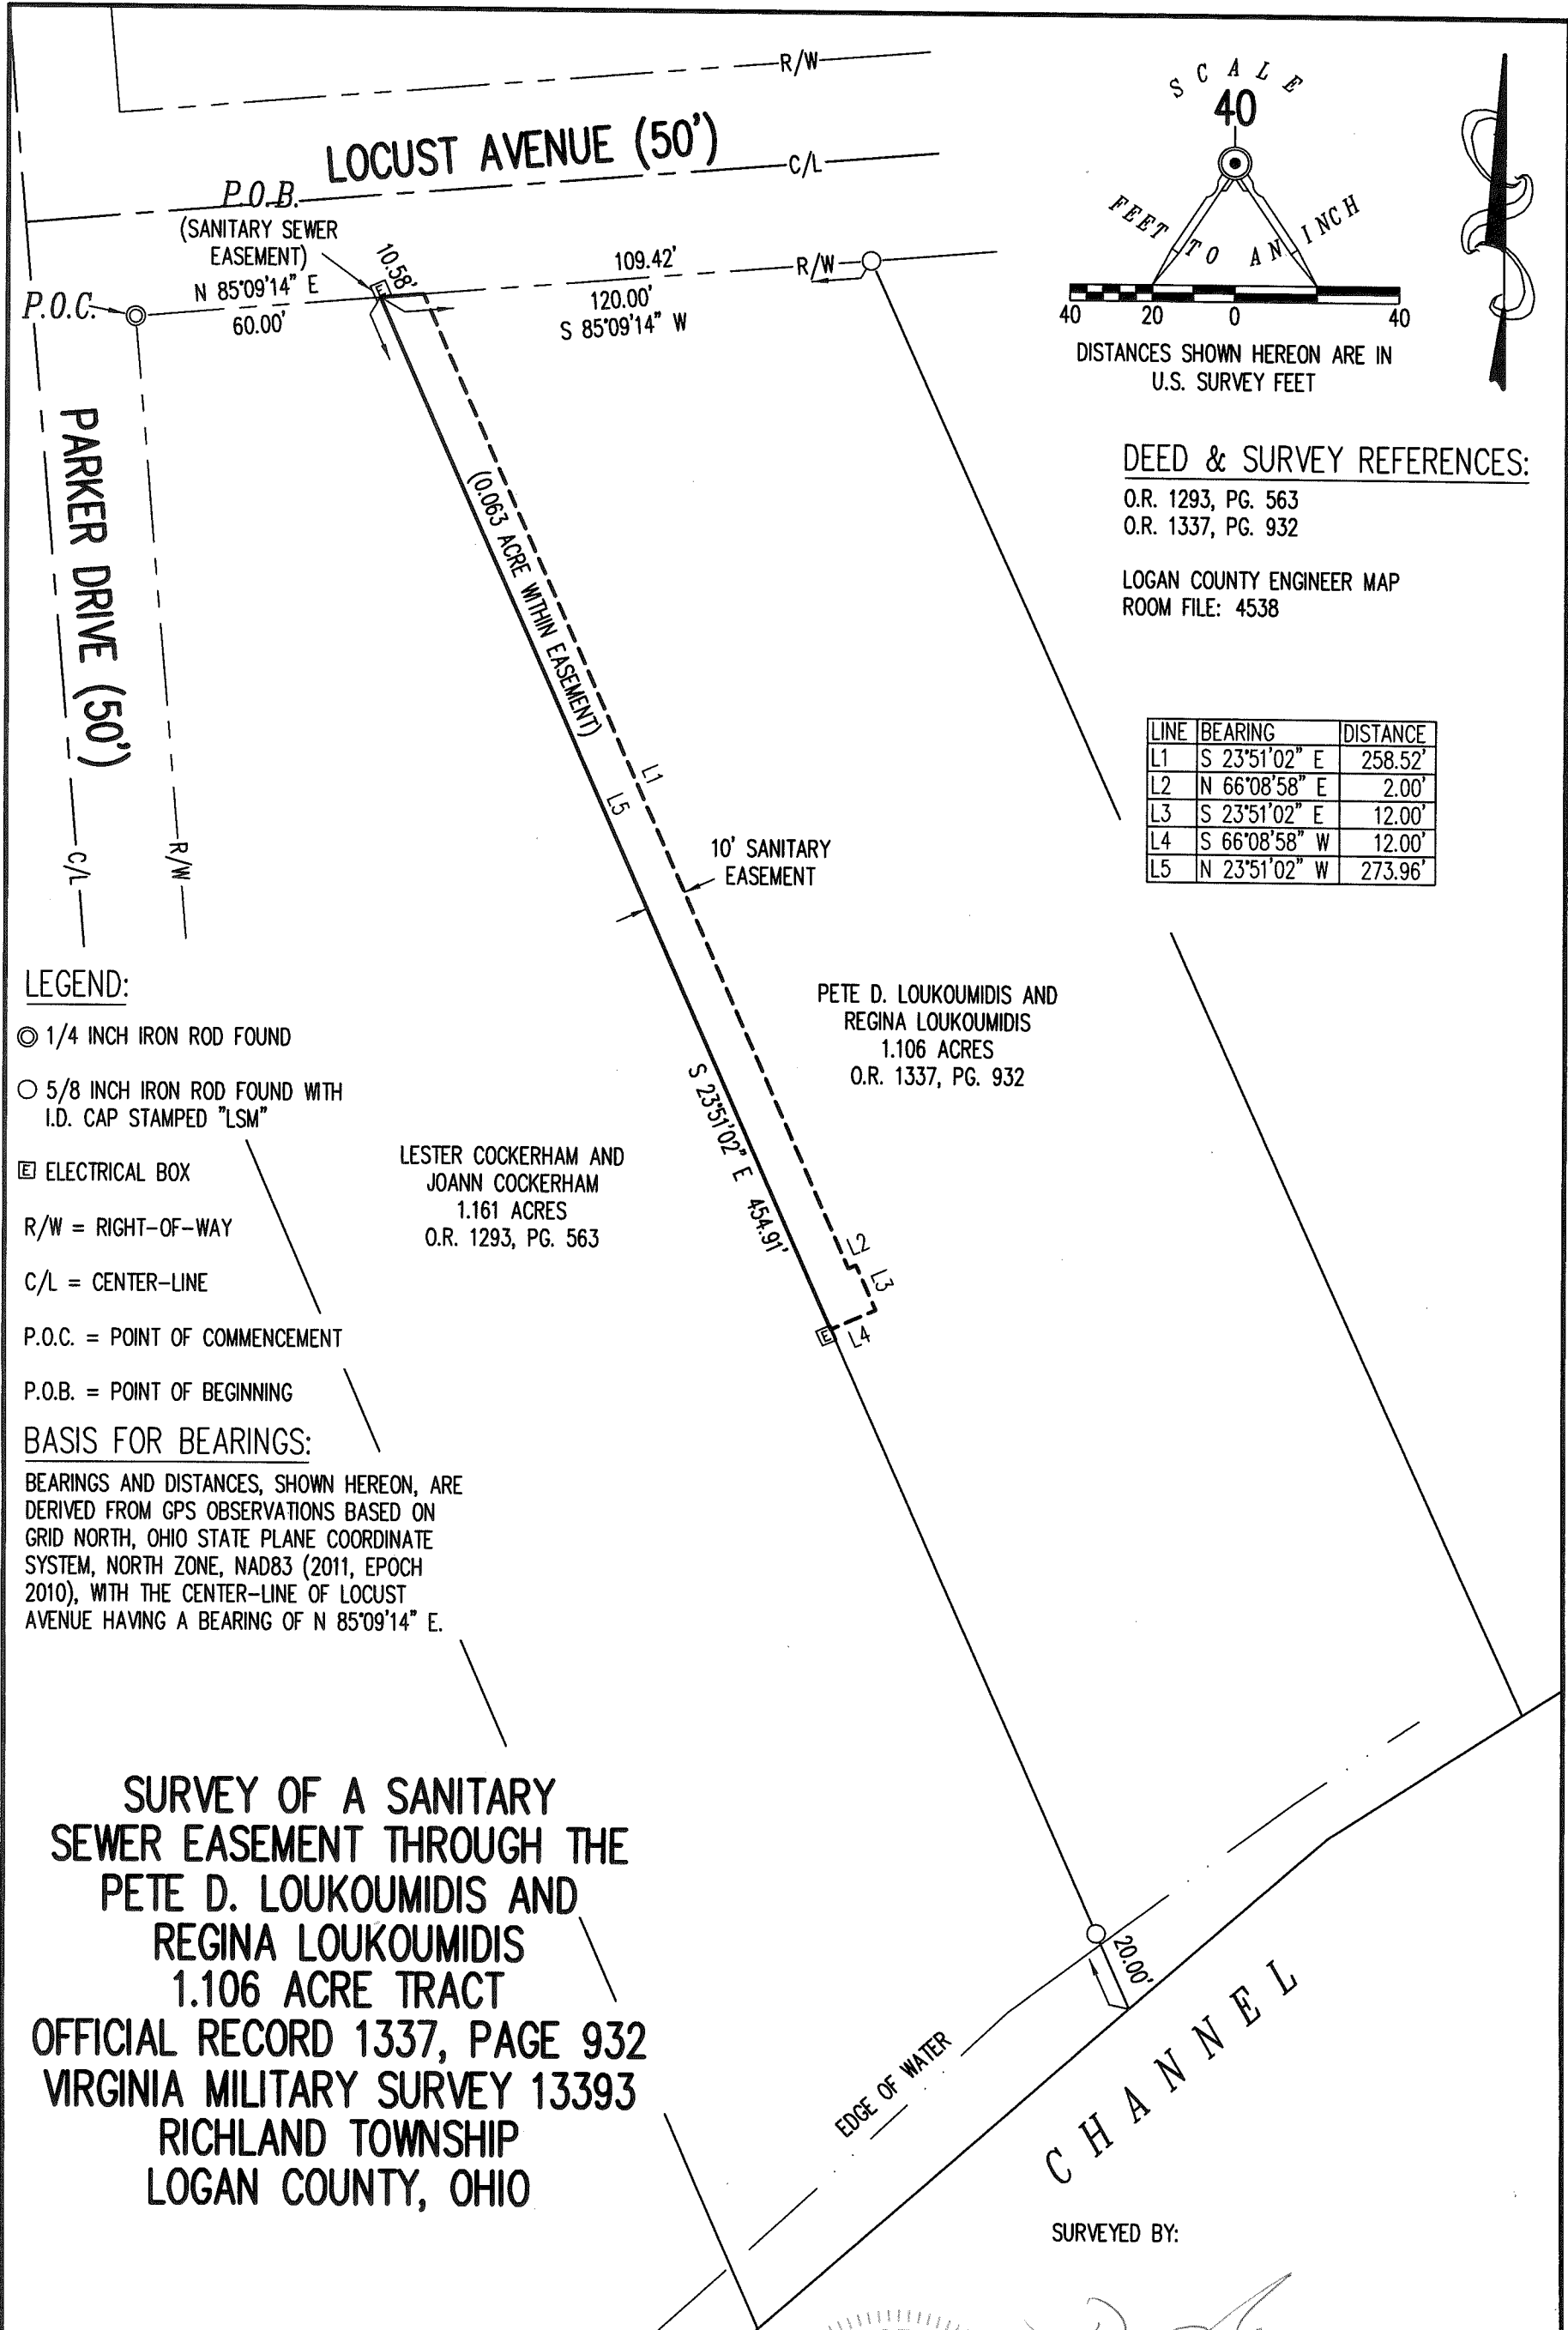 R/W
LOCUST AVENUE (50')
C/L
P.O.B.
(SANITARY SEWER
EASEMENT)
N 85°09'14" E
60.00'
P.O.C.
E
10.58'
109.42'
R/W
120.00'
S 85°09'14" W
SCALE
40
FEET TO AN INCH
40 20 0 40
DISTANCES SHOWN HEREON ARE IN
U.S. SURVEY FEET
DEED & SURVEY REFERENCES:
O.R. 1293, PG. 563
O.R. 1337, PG. 932
LOGAN COUNTY ENGINEER MAP
ROOM FILE: 4538
LINE BEARING DISTANCE
L1 S 23°51'02" E 258.52'
L2 N 66°08'58" E 2.00'
L3 S 23°51'02" E 12.00'
L4 S 66°08'58" W 12.00'
L5 N 23°51'02" W 273.96'
PARKER DRIVE (50')
C/L
R/W
(0.063 ACRE WITHIN EASEMENT)
L1
L5
10' SANITARY
EASEMENT
PETE D. LOUKOUMIDIS AND
REGINA LOUKOUMIDIS
1.106 ACRES
O.R. 1337, PG. 932
S 23°51'02" E 454.91'
L2
L3
L4
E
LESTER COCKERHAM AND
JOANN COCKERHAM
1.161 ACRES
O.R. 1293, PG. 563
LEGEND:
1/4 INCH IRON ROD FOUND
5/8 INCH IRON ROD FOUND WITH
I.D. CAP STAMPED "LSM"
E ELECTRICAL BOX
R/W = RIGHT-OF-WAY
C/L = CENTER-LINE
P.O.C. = POINT OF COMMENCEMENT
P.O.B. = POINT OF BEGINNING
BASIS FOR BEARINGS:
BEARINGS AND DISTANCES, SHOWN HEREON, ARE
DERIVED FROM GPS OBSERVATIONS BASED ON
GRID NORTH, OHIO STATE PLANE COORDINATE
SYSTEM, NORTH ZONE, NAD83 (2011, EPOCH
2010), WITH THE CENTER-LINE OF LOCUST
AVENUE HAVING A BEARING OF N 85°09'14" E.
SURVEY OF A SANITARY
SEWER EASEMENT THROUGH THE
PETE D. LOUKOUMIDIS AND
REGINA LOUKOUMIDIS
1.106 ACRE TRACT
OFFICIAL RECORD 1337, PAGE 932
VIRGINIA MILITARY SURVEY 13393
RICHLAND TOWNSHIP
LOGAN COUNTY, OHIO
20.00'
EDGE OF WATER
CHANNEL
SURVEYED BY: